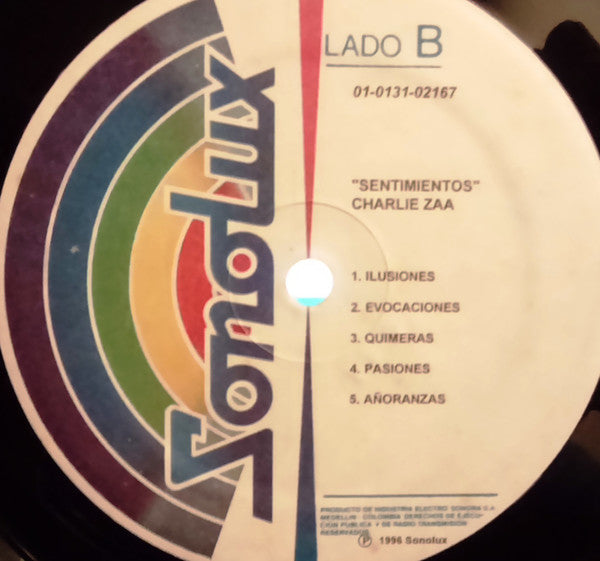 Sonolux
LADO B
01-0131-02167
"SENTIMIENTOS"
CHARLIE ZAA
1. ILUSIONES
2. EVOCACIONES
3. QUIMERAS
4. PASIONES
5. AÑORANZAS
PRODUCTO DE INDUSTRIA ELECTRO SONORA S.A
MEDELLIN COLOMBIA DERECHOS DE EJECU-
CION PUBLICA Y DE RADIO TRANSMISIÓN
RESERVADOS
Ⓟ 1996 Sonolux